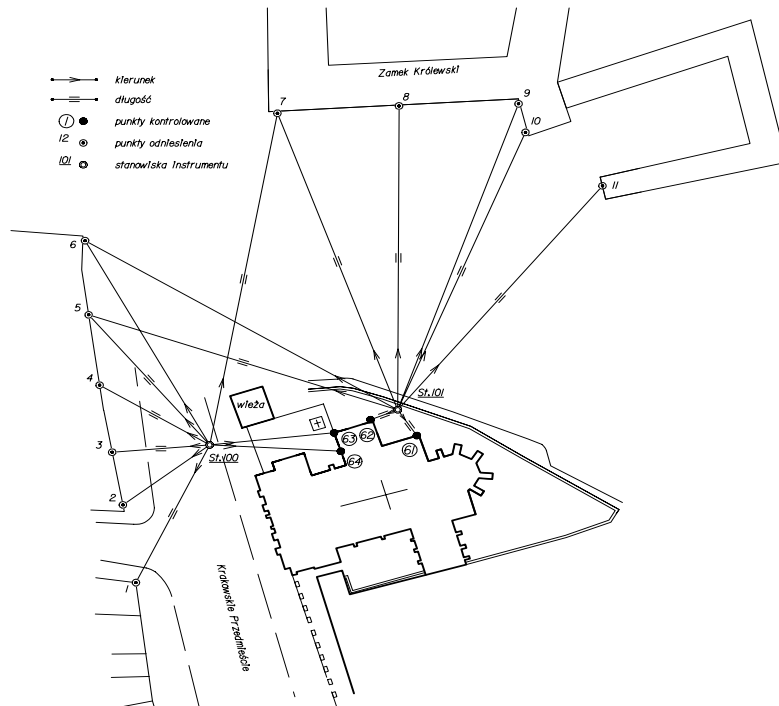 Zamek Królewski
kierunek
długość
1 punkty kontrolowane
12 punkty odniesienia
101 stanowiska instrumentu
7
8
9
10
11
6
5
4
3
2
1
wieża
St.101
St.100
63
62
61
64
Krakowskie Przedmieście